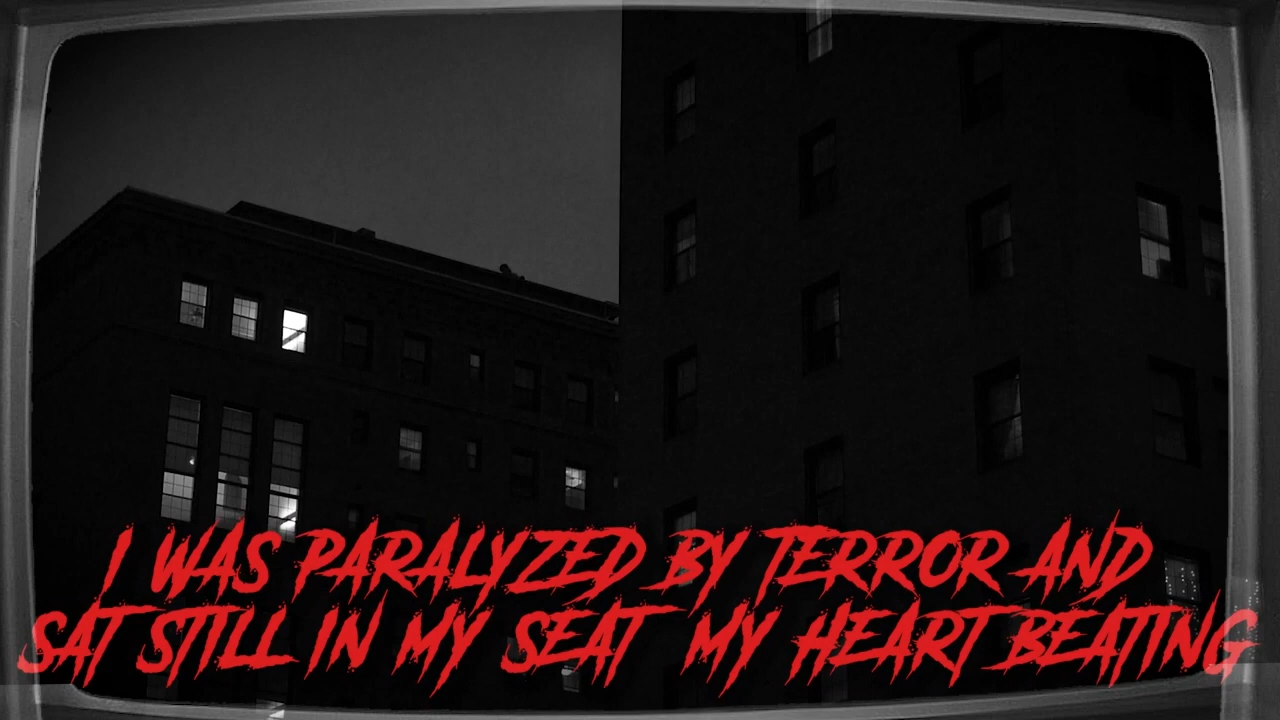 I WAS PARALYZED BY TERROR AND
SAT STILL IN MY SEAT MY HEART BEATING